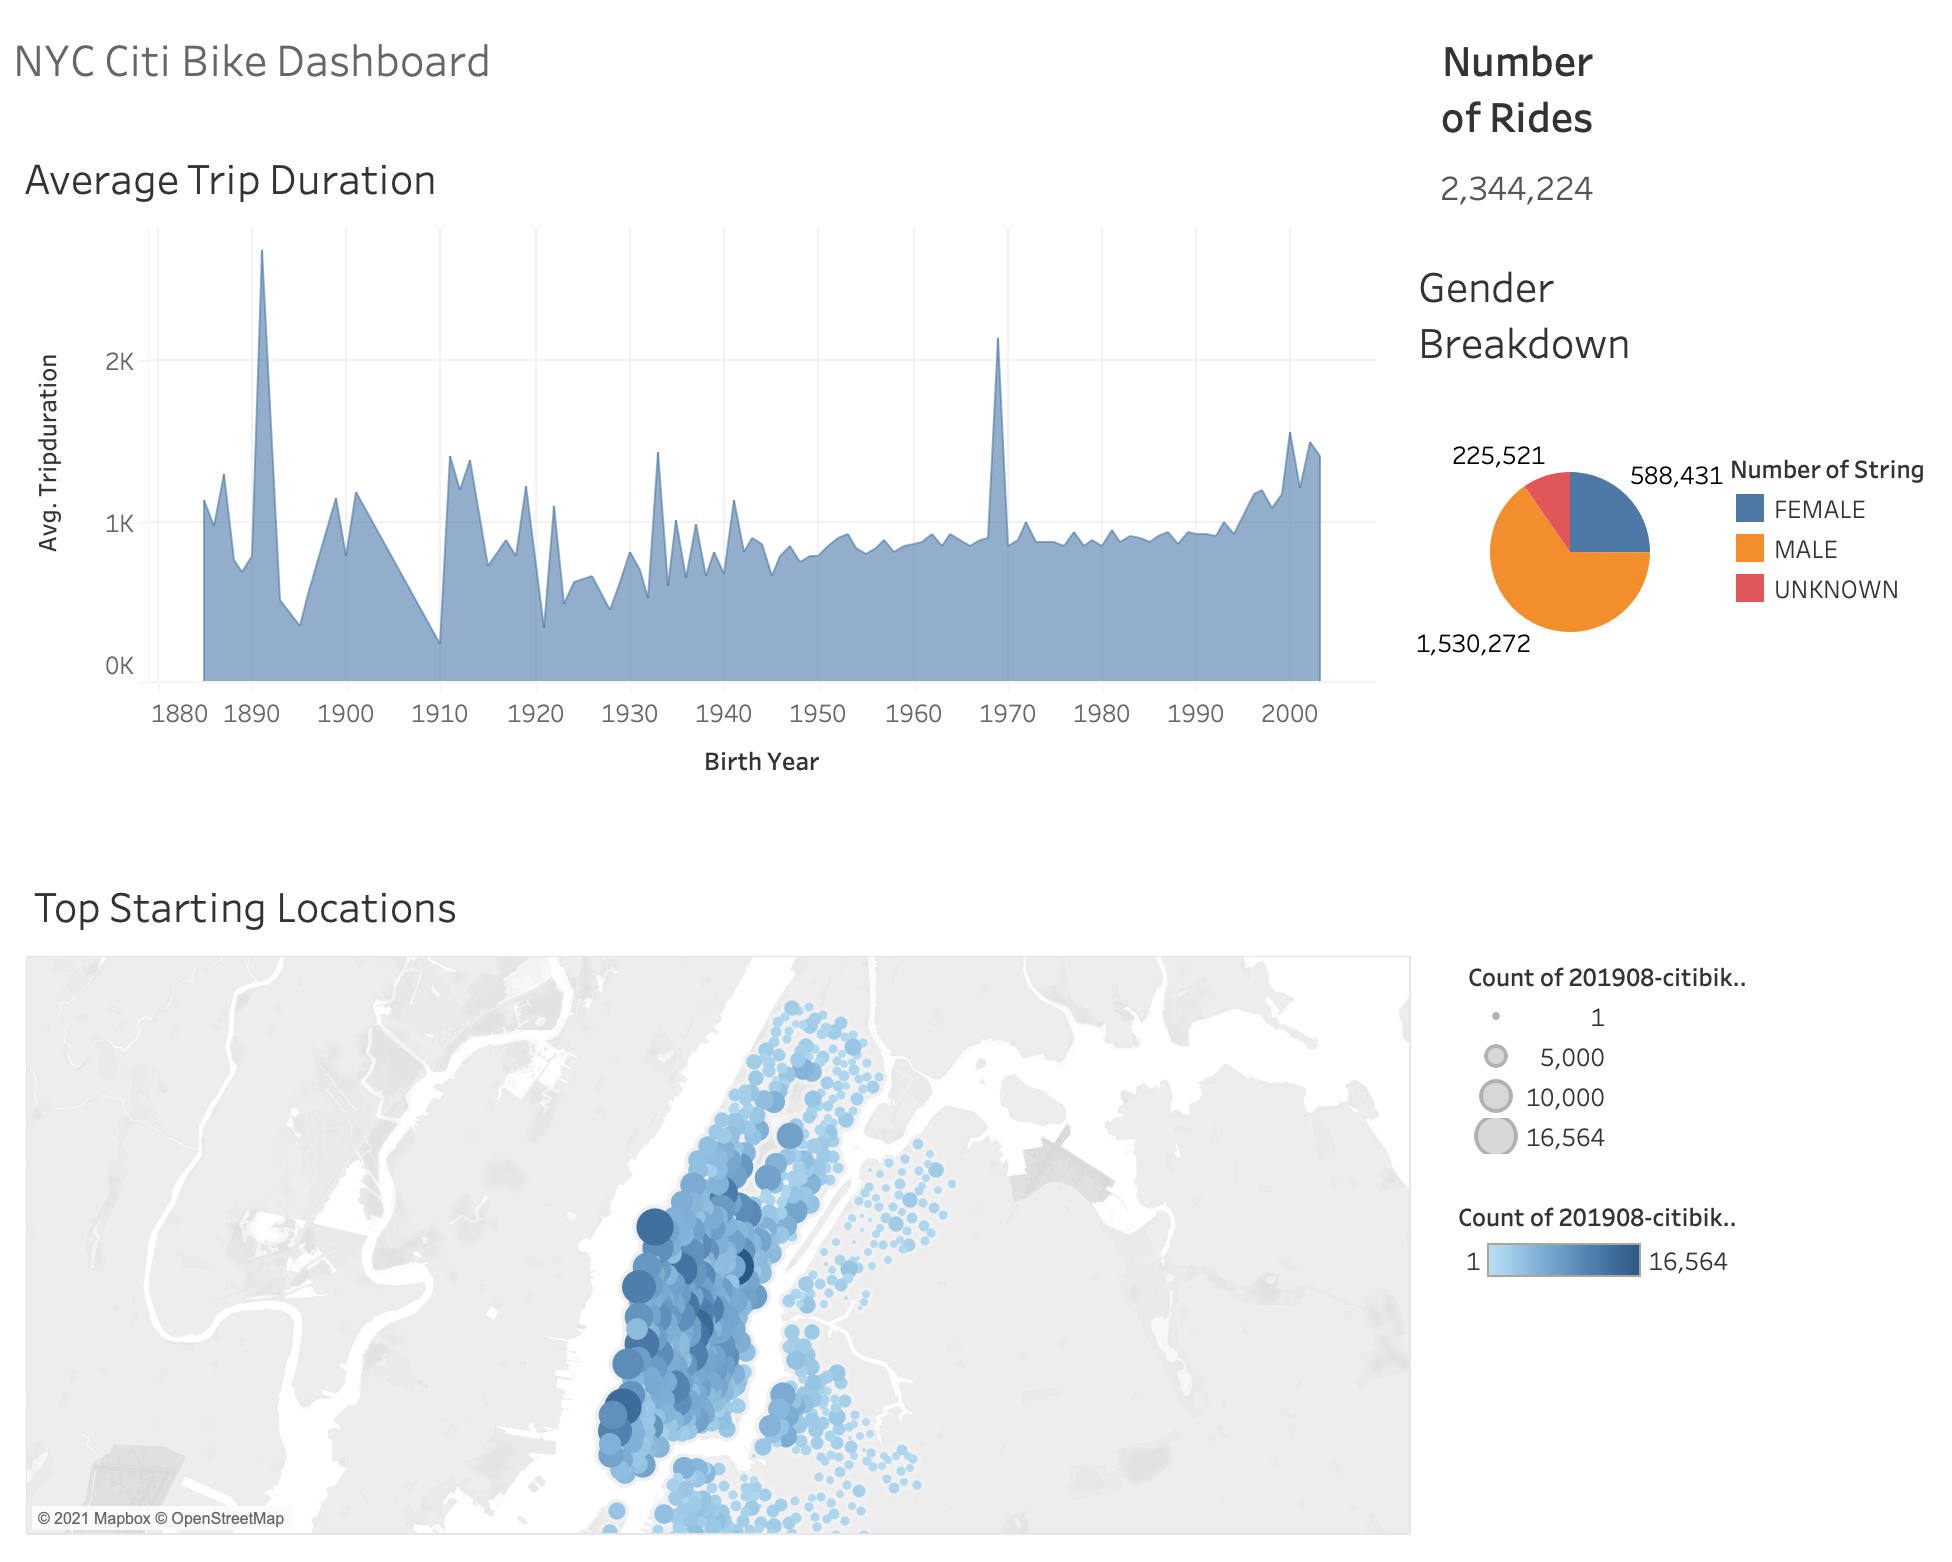 NYC Citi Bike Dashboard
Number
of Rides
2,344,224
Average Trip Duration
Avg. Tripduration
2K
1K
0K
1880 1890 1900 1910 1920 1930 1940 1950 1960 1970 1980 1990 2000
Birth Year
Gender
Breakdown
225,521
588,431
1,530,272
Number of String
FEMALE
MALE
UNKNOWN
Top Starting Locations
© 2021 Mapbox © OpenStreetMap
Count of 201908-citibik..
1
5,000
10,000
16,564
Count of 201908-citibik..
1 16,564